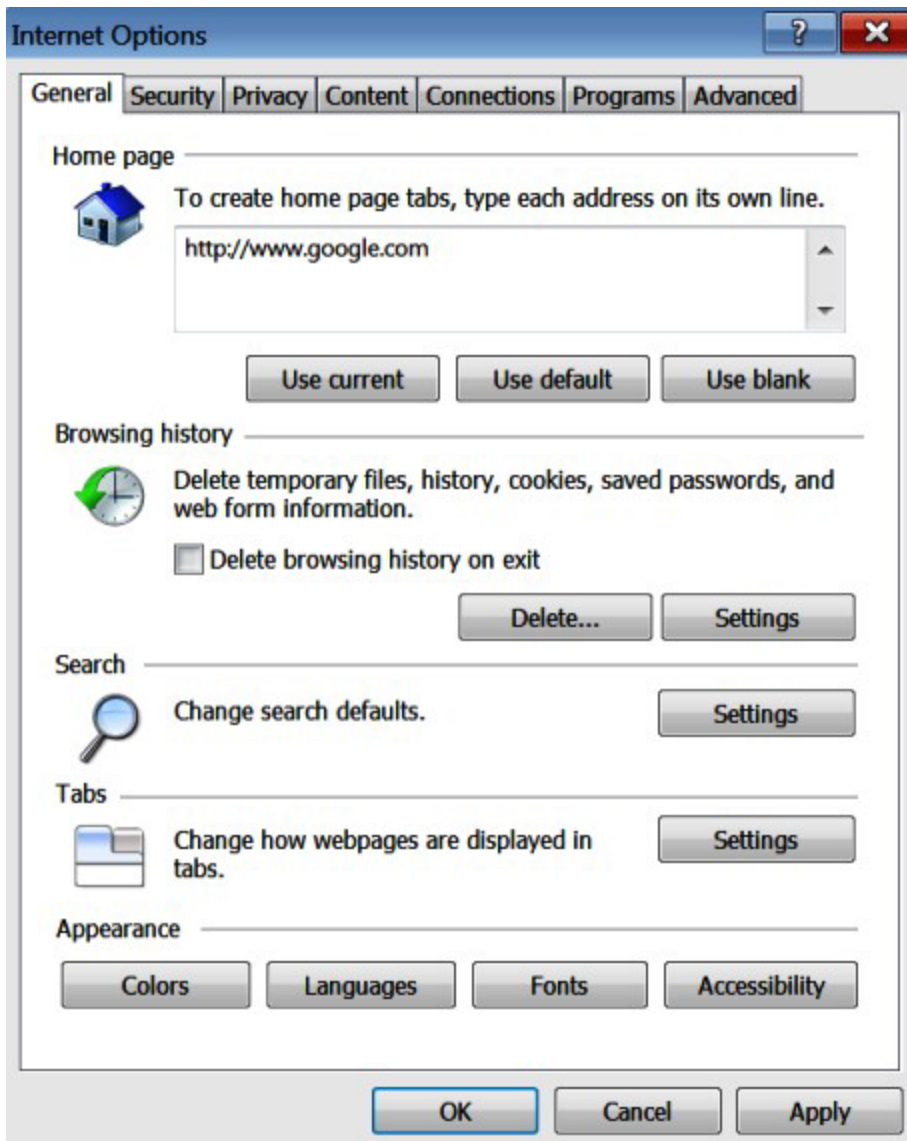 Internet Options
?
General Security Privacy Content Connections Programs Advanced
Home page
To create home page tabs, type each address on its own line.
http://www.google.com
Use current Use default Use blank
Browsing history
Delete temporary files, history, cookies, saved passwords, and
web form information.
Delete browsing history on exit
Delete... Settings
Search
Change search defaults.
Settings
Tabs
Change how webpages are displayed in
tabs.
Settings
Appearance
Colors Languages Fonts Accessibility
OK Cancel Apply